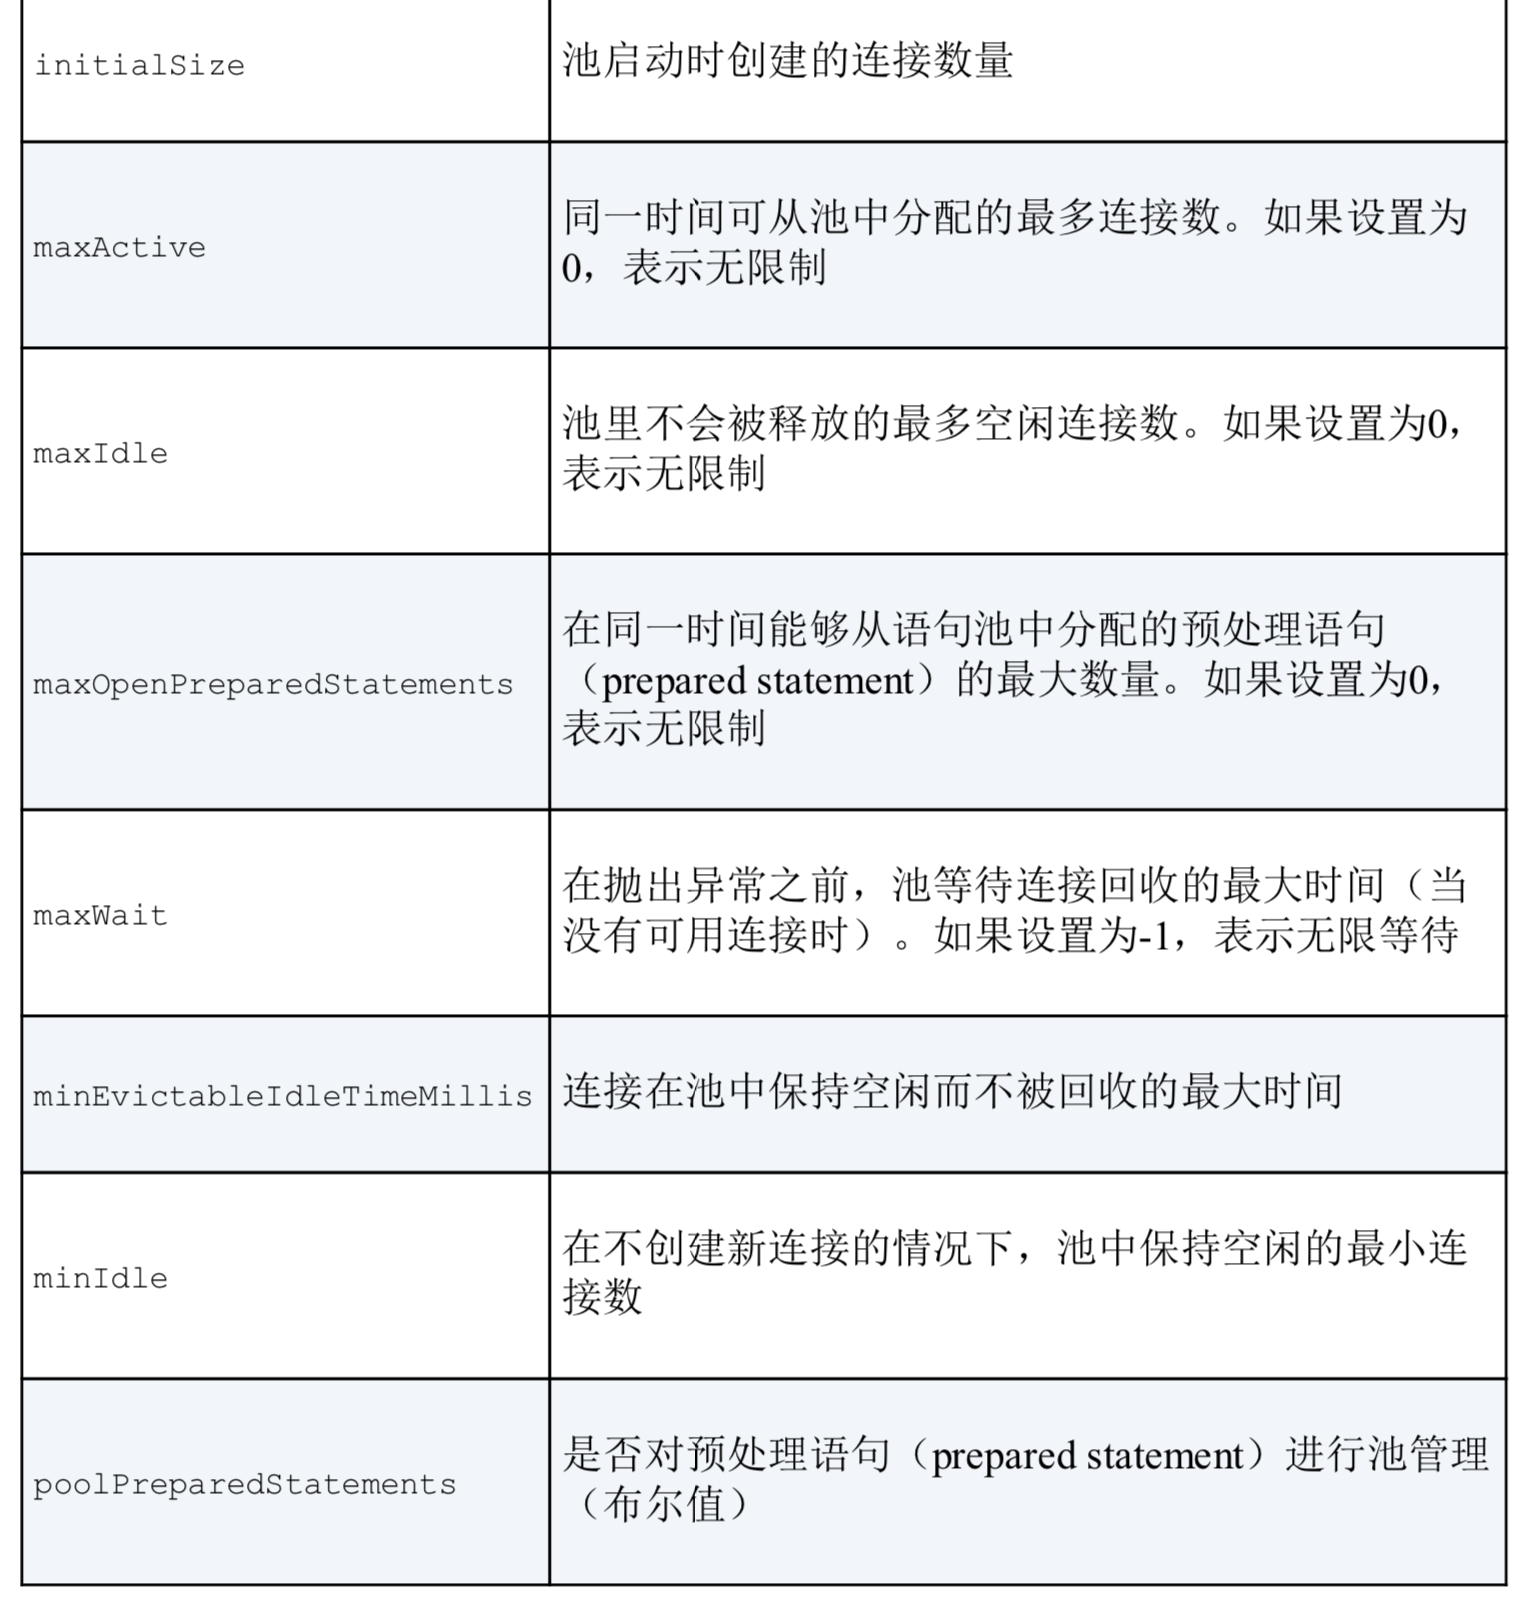 initialSize
池启动时创建的连接数量
maxActive
同一时间可从池中分配的最多连接数。如果设置为
0，表示无限制
maxIdle
池里不会被释放的最多空闲连接数。如果设置为0，
表示无限制
maxOpenPreparedStatements
在同一时间能够从语句池中分配的预处理语句
（prepared statement）的最大数量。如果设置为0，
表示无限制
maxWait
在抛出异常之前，池等待连接回收的最大时间（当
没有可用连接时）。如果设置为-1，表示无限等待
minEvictableIdleTimeMillis
连接在池中保持空闲而不被回收的最大时间
minIdle
在不创建新连接的情况下，池中保持空闲的最小连
接数
poolPreparedStatements
是否对预处理语句（prepared statement）进行池管理
（布尔值）